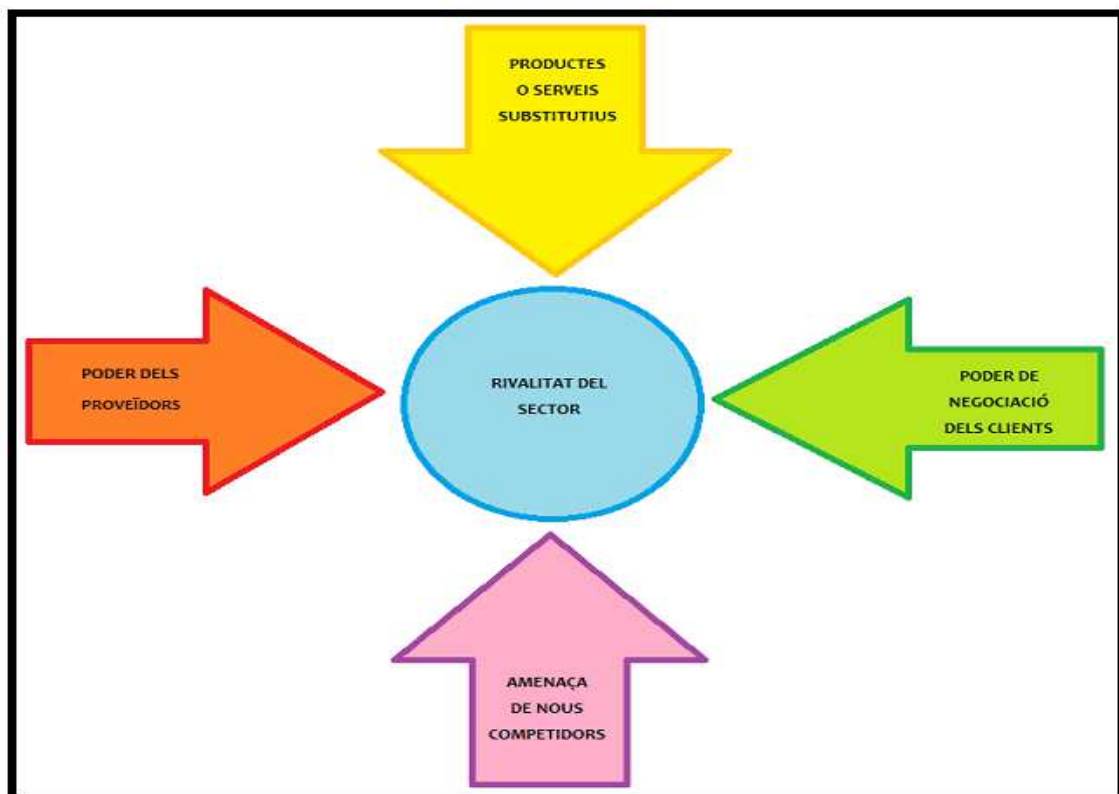 PRODUCTES
O SERVEIS
SUBSTITUTIUS
PODER DELS
PROVEÏDORS
RIVALITAT DEL
SECTOR
PODER DE
NEGOCIACIÓ
DELS CLIENTS
AMENAÇA
DE NOUS
COMPETIDORS